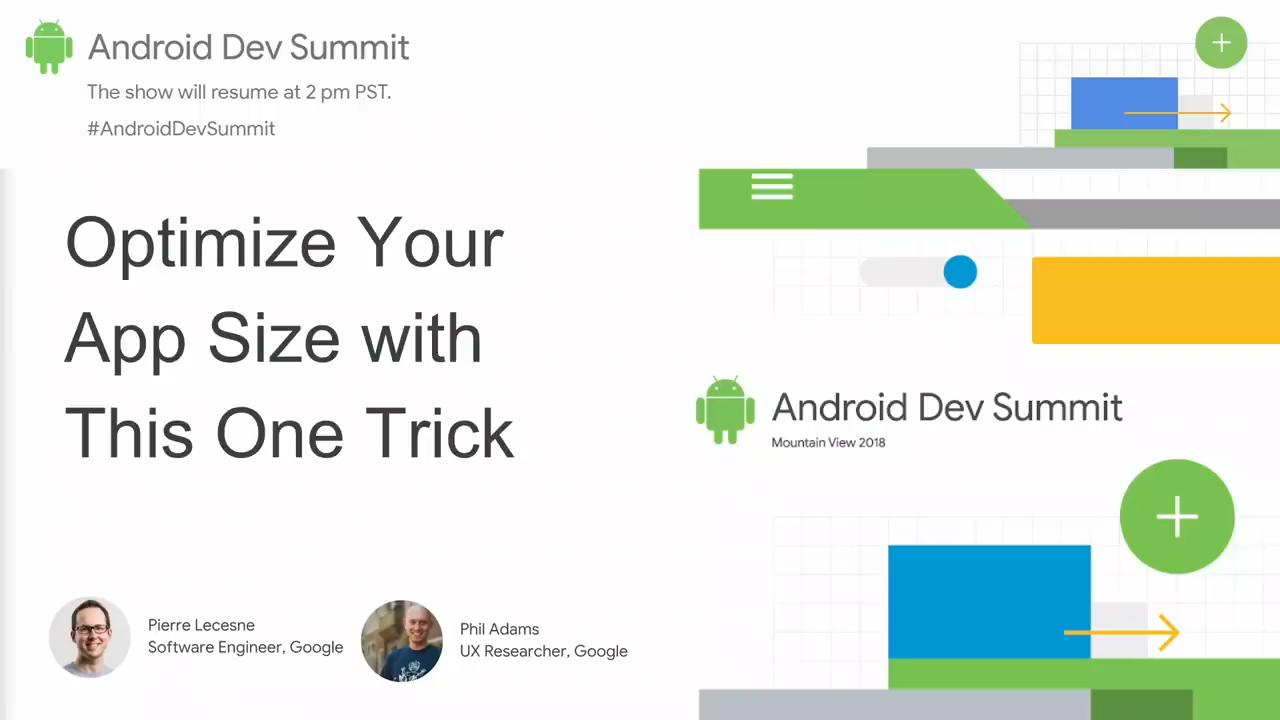 Android Dev Summit
The show will resume at 2 pm PST.
#AndroidDevSummit
Optimize Your
App Size with
This One Trick
Android Dev Summit
Mountain View 2018
Pierre Lecesne
Software Engineer, Google
Phil Adams
UX Researcher, Google